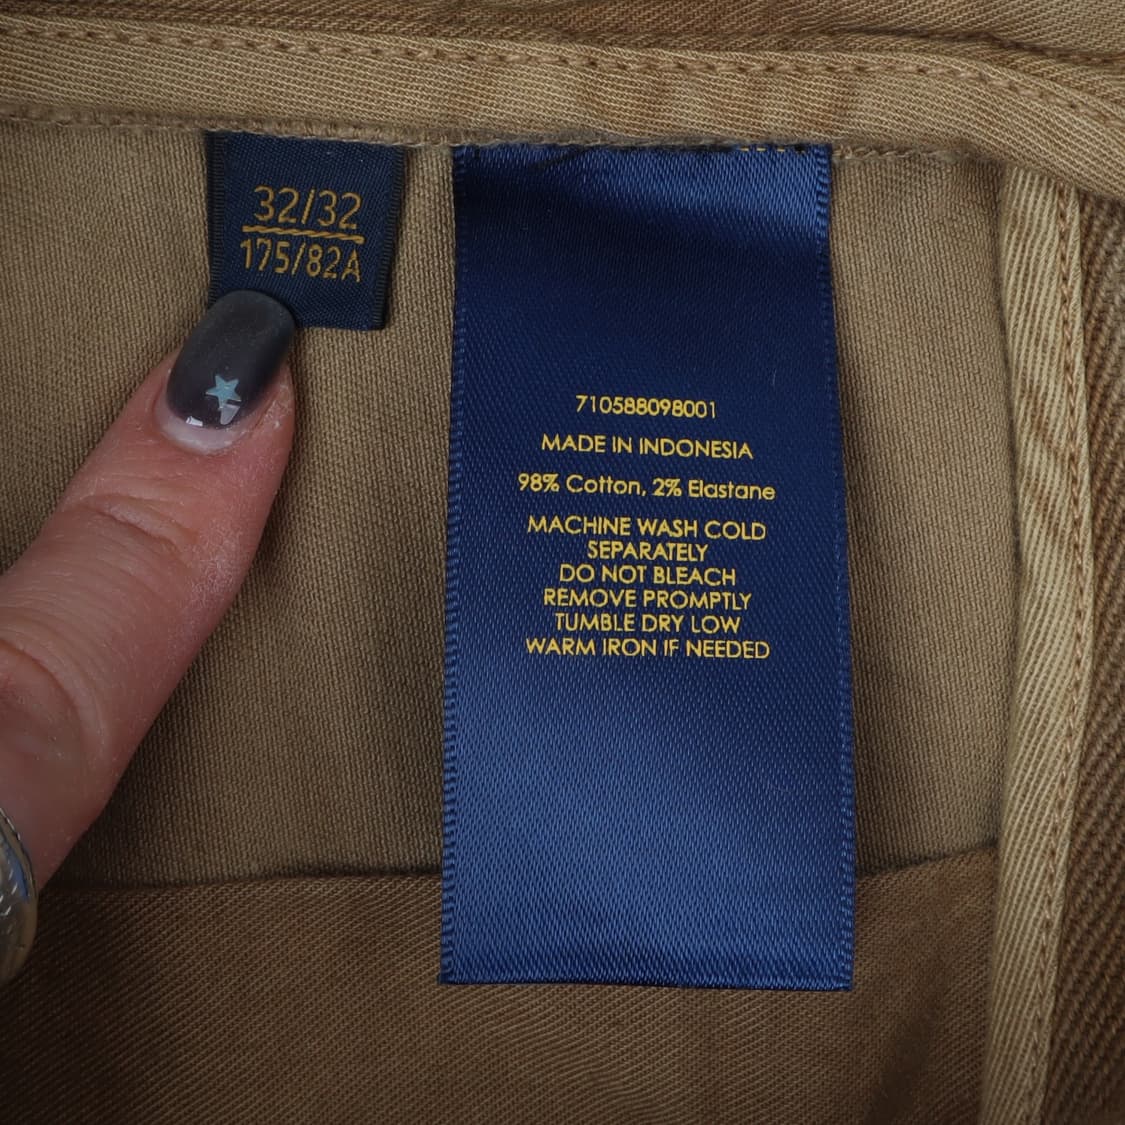 32/32
175/82A
710588098001
MADE IN INDONESIA
98% Cotton, 2% Elastane
MACHINE WASH COLD
SEPARATELY
DO NOT BLEACH
REMOVE PROMPTLY
TUMBLE DRY LOW
WARM IRON IF NEEDED